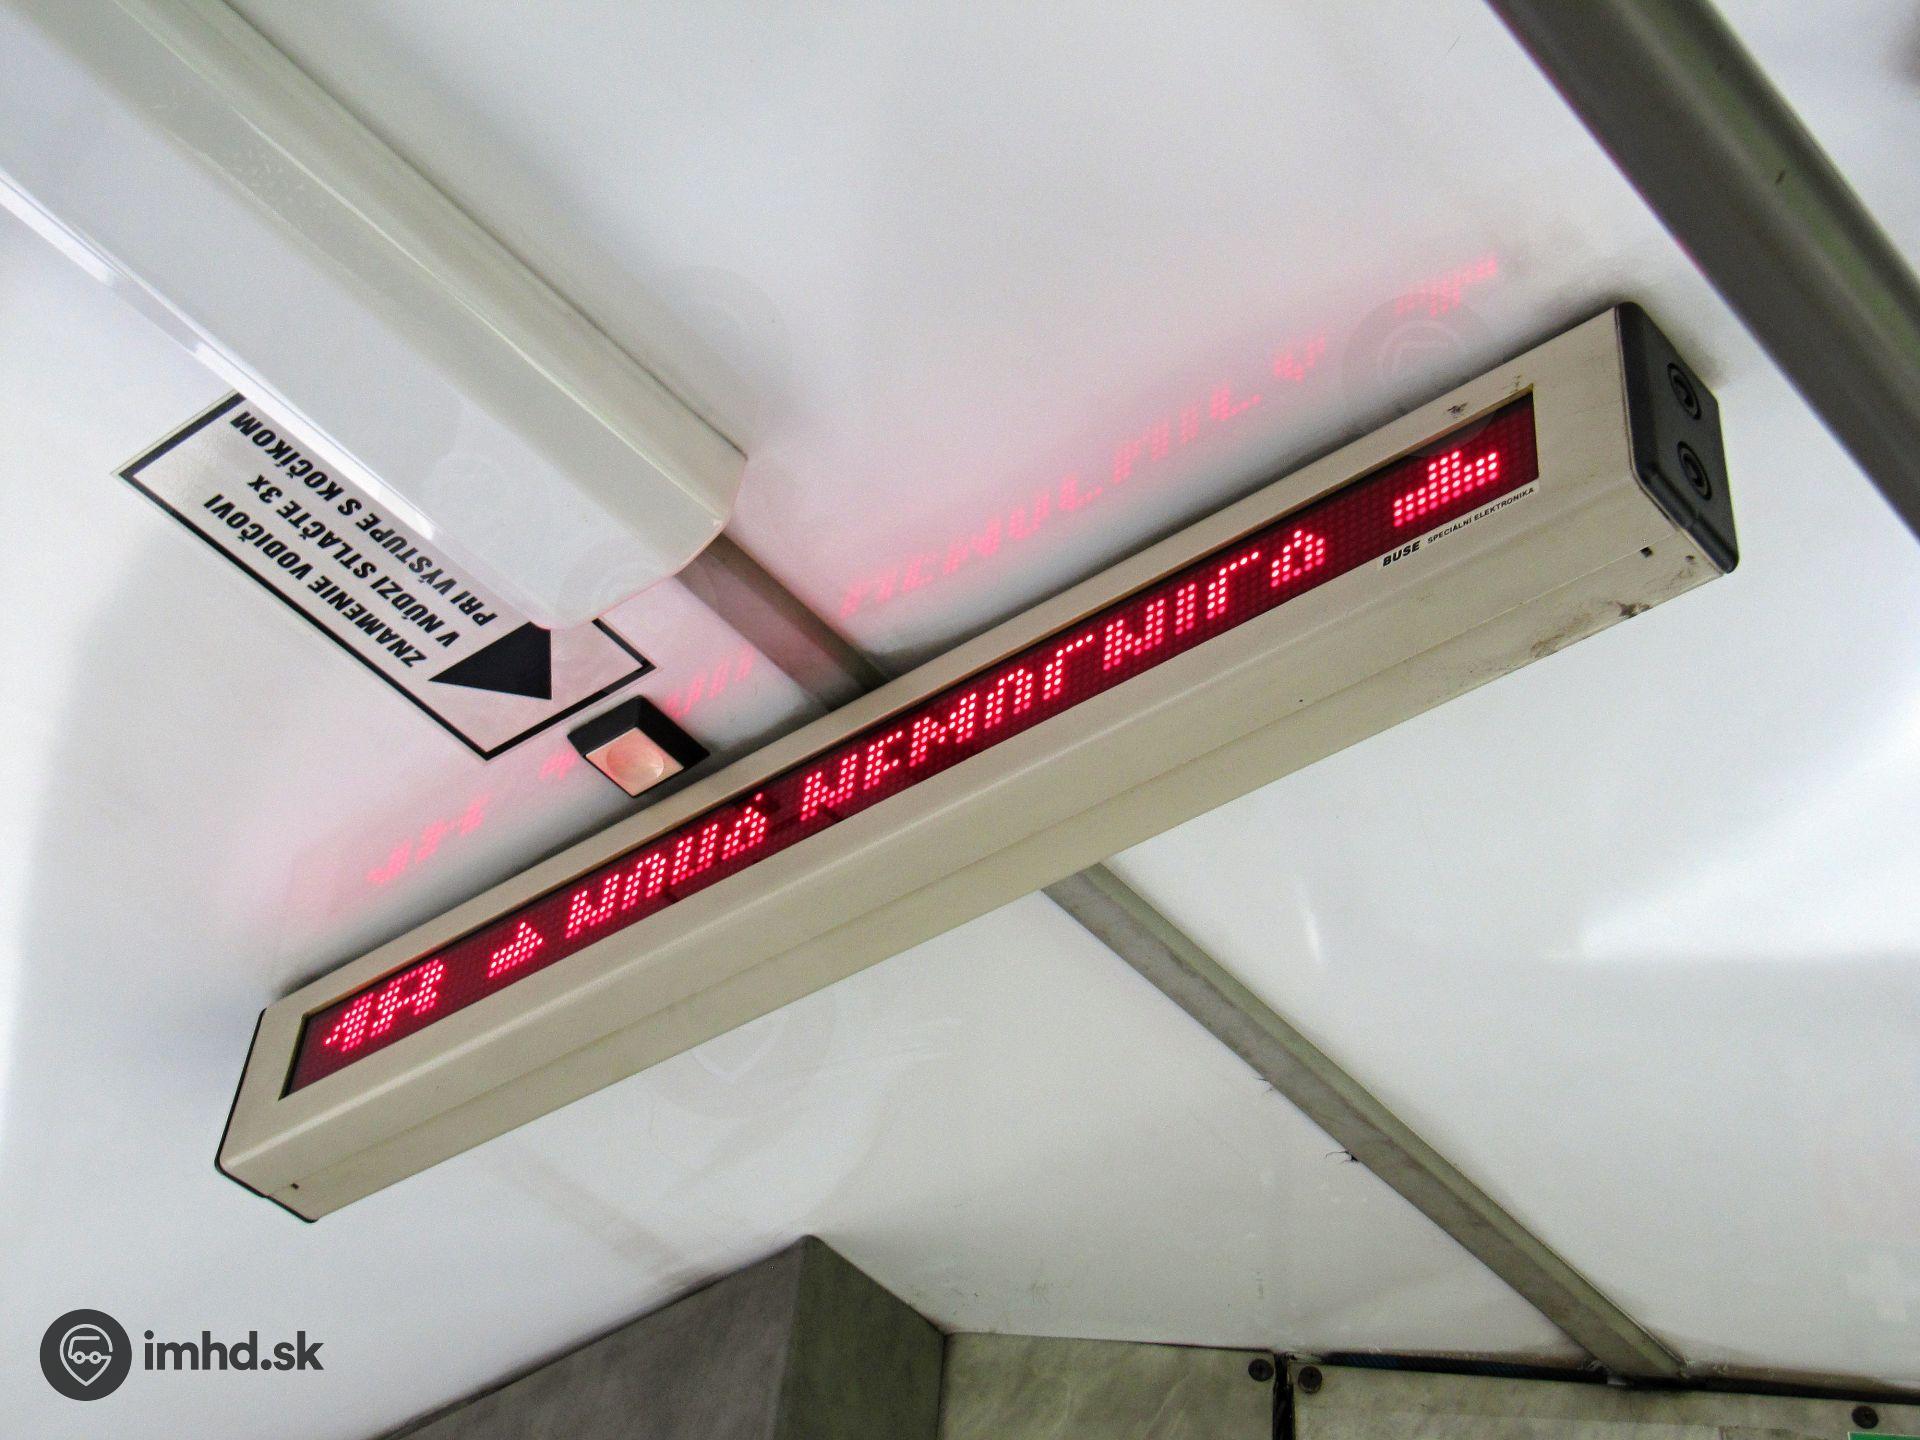 ZNAMENIE VODIČOVI
V NÚDZI STLAČTE 3x
PRI VÝSTUPE S KOČÍKOM
NOVÁ NEMOCNICA
BUSE SPECIÁLNÍ ELEKTRONIKA
imhd.sk